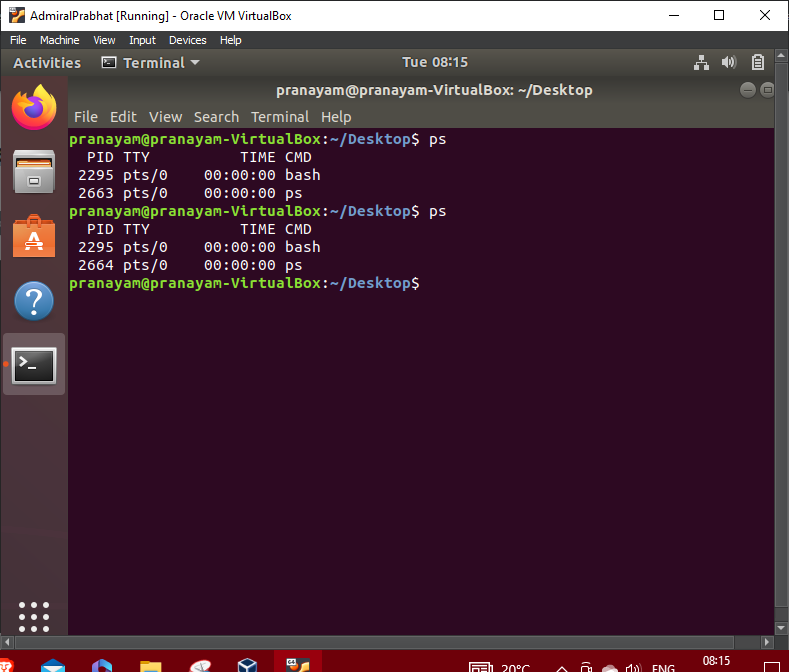 AdmiralPrabhat [Running] - Oracle VM VirtualBox
File Machine View Input Devices Help
Activities Terminal Tue 08:15
pranayam@pranayam-VirtualBox: ~/Desktop
File Edit View Search Terminal Help
pranayam@pranayam-VirtualBox:~/Desktop$ ps
  PID TTY          TIME CMD
 2295 pts/0    00:00:00 bash
 2663 pts/0    00:00:00 ps
pranayam@pranayam-VirtualBox:~/Desktop$ ps
  PID TTY          TIME CMD
 2295 pts/0    00:00:00 bash
 2664 pts/0    00:00:00 ps
pranayam@pranayam-VirtualBox:~/Desktop$
64 20°C ENG 08:15